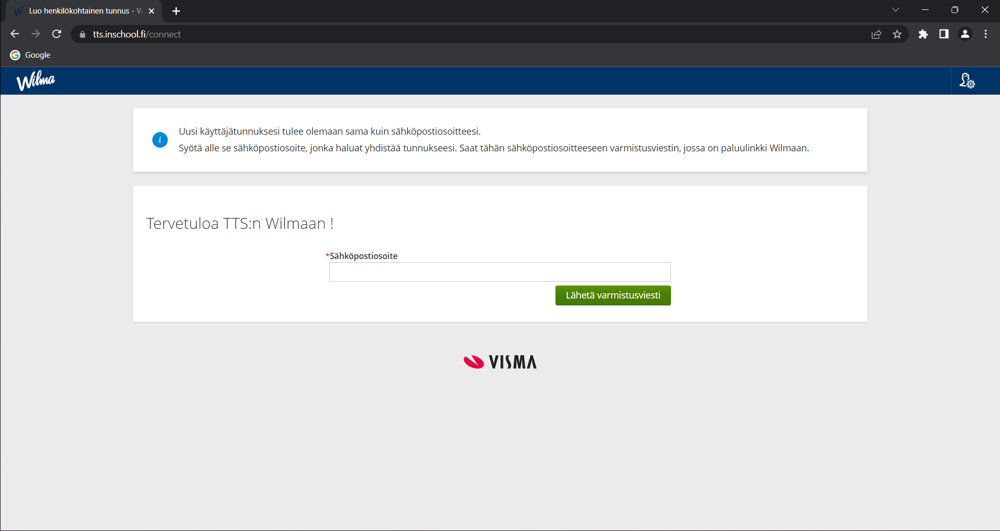 Luo henkilökohtainen tunnus - W
tts.inschool.fi/connect
Google
Wilma
Uusi käyttäjätunnuksesi tulee olemaan sama kuin sähköpostiosoitteesi.
Syötä alle se sähköpostiosoite, jonka haluat yhdistää tunnukseesi. Saat tähän sähköpostiosoitteeseen varmistusviestin, jossa on paluulinkki Wilmaan.
Tervetuloa TTS:n Wilmaan !
*Sähköpostiosoite
Lähetä varmistusviesti
VISMA